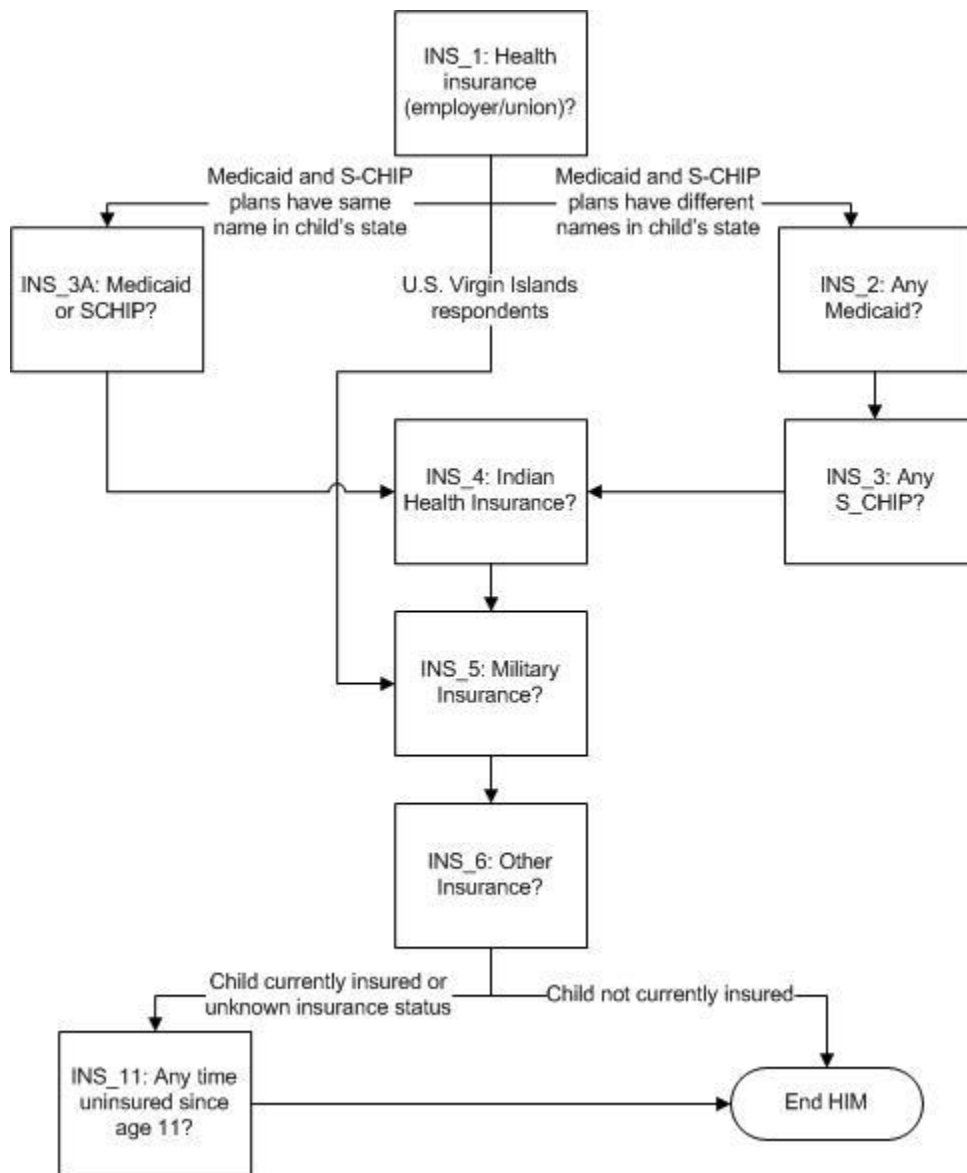 INS_1: Health
insurance
(employer/union)?
Medicaid and S-CHIP
plans have same
name in child's state
Medicaid and S-CHIP
plans have different
names in child's state
INS_3A: Medicaid
or SCHIP?
U.S. Virgin Islands
respondents
INS_2: Any
Medicaid?
INS_4: Indian
Health Insurance?
INS_3: Any
S_CHIP?
INS_5: Military
Insurance?
INS_6: Other
Insurance?
Child currently insured or
unknown insurance status
Child not currently insured
INS_11: Any time
uninsured since
age 11?
End HIM